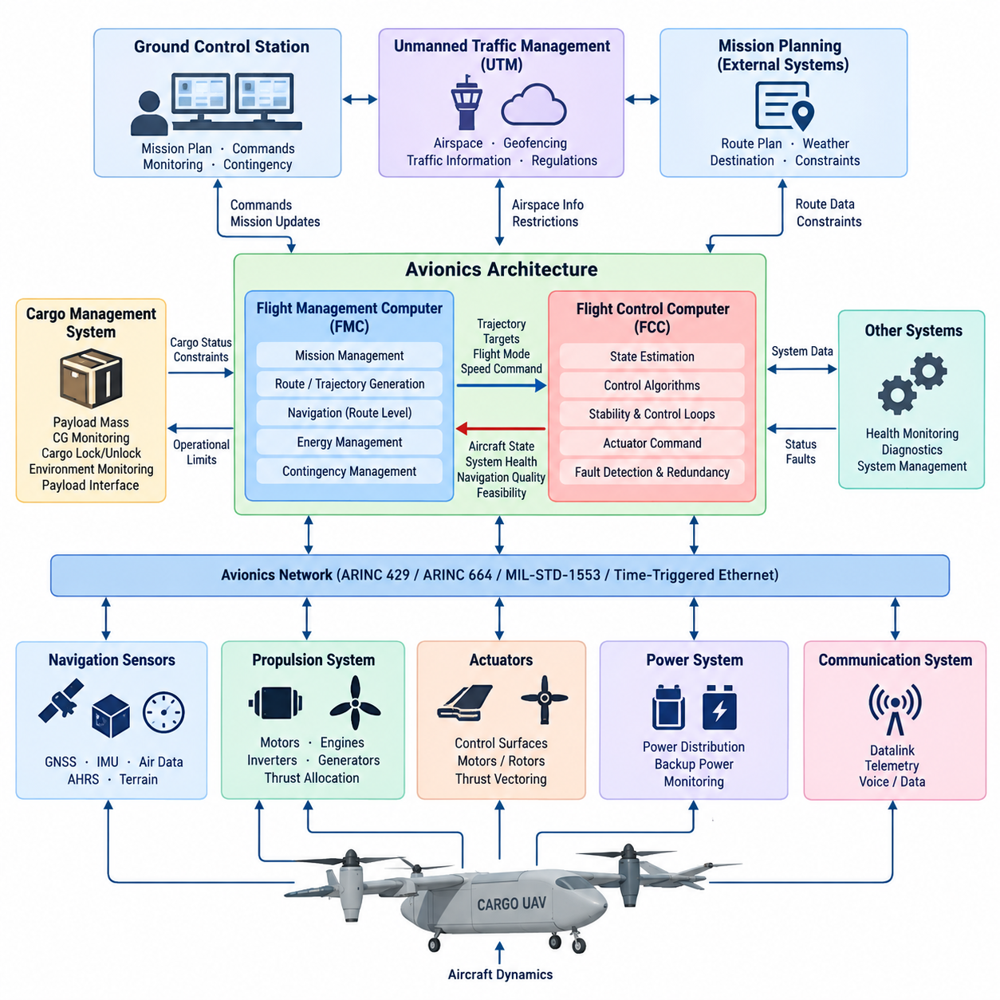 Ground Control Station
Mission Plan · Commands
Monitoring · Contingency
Unmanned Traffic Management
(UTM)
Airspace · Geofencing
Traffic Information · Regulations
Mission Planning
(External Systems)
Route Plan · Weather
Destination · Constraints
Commands
Mission Updates
Airspace Info
Restrictions
Route Data
Constraints
Avionics Architecture
Cargo Management
System
Payload Mass
CG Monitoring
Cargo Lock/Unlock
Environment Monitoring
Payload Interface
Cargo Status
Constraints
Operational
Limits
Flight Management Computer
(FMC)
Mission Management
Route / Trajectory Generation
Navigation (Route Level)
Energy Management
Contingency Management
Trajectory
Targets
Flight Mode
Speed Command
Aircraft State
System Health
Navigation Quality
Feasibility
Flight Control Computer
(FCC)
State Estimation
Control Algorithms
Stability & Control Loops
Actuator Command
Fault Detection & Redundancy
System Data
Status
Faults
Other Systems
Health Monitoring
Diagnostics
System Management
Avionics Network (ARINC 429 / ARINC 664 / MIL-STD-1553 / Time-Triggered Ethernet)
Navigation Sensors
GNSS · IMU · Air Data
AHRS · Terrain
Propulsion System
Motors · Engines
Inverters · Generators
Thrust Allocation
Actuators
Control Surfaces
Motors / Rotors
Thrust Vectoring
Power System
Power Distribution
Backup Power
Monitoring
Communication System
Datalink
Telemetry
Voice / Data
CARGO UAV
Aircraft Dynamics